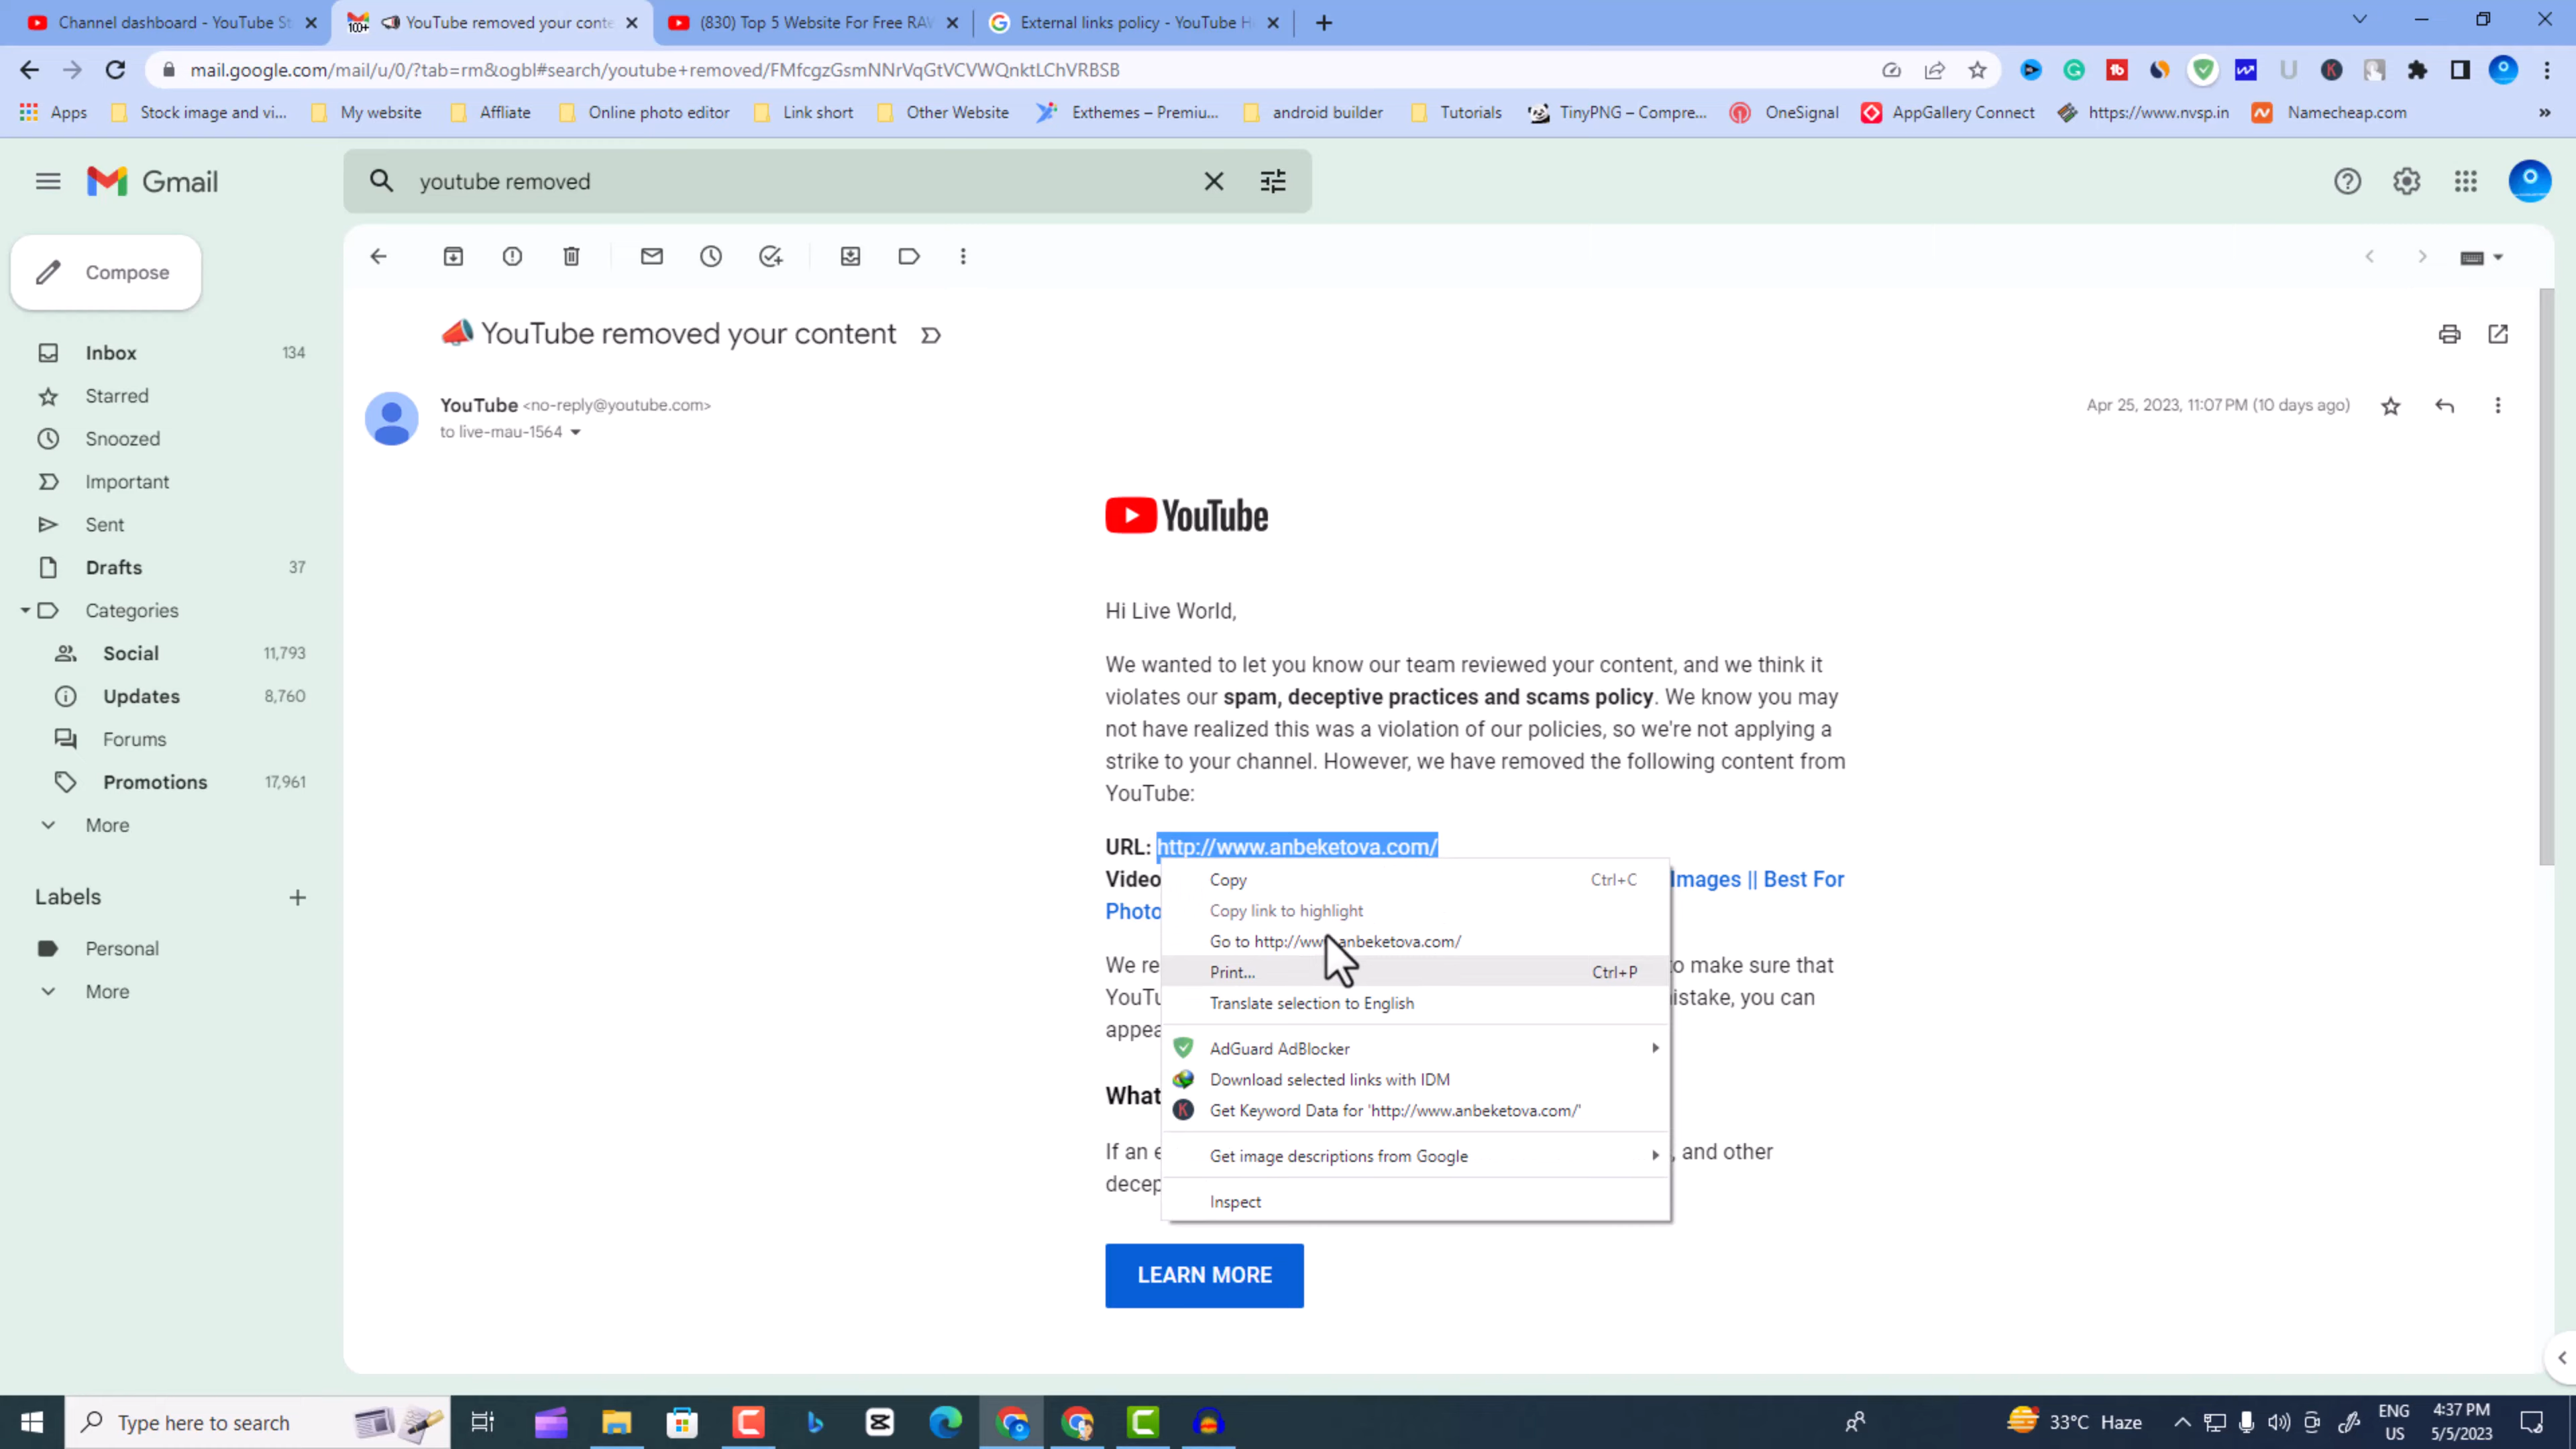 Channel dashboard - YouTube St
YouTube removed your conte
(830) Top 5 Website For Free RAW
External links policy - YouTube H
mail.google.com/mail/u/0/?tab=rm&ogbl#search/youtube+removed/FMfcgzGsmNNrVqGtVCVWQnktLChVRBSB
Apps
Stock image and vi...
My website
Affliate
Online photo editor
Link short
Other Website
Exthemes – Premiu...
android builder
Tutorials
TinyPNG – Compre...
OneSignal
AppGallery Connect
https://www.nvsp.in
Namecheap.com
»
Gmail
youtube removed
Compose
Inbox 134
Starred
Snoozed
Important
Sent
Drafts 37
Categories
Social 11,793
Updates 8,760
Forums
Promotions 17,961
More
Labels
Personal
More
YouTube removed your content
YouTube <no-reply@youtube.com>
to live-mau-1564
Apr 25, 2023, 11:07 PM (10 days ago)
YouTube
Hi Live World,
We wanted to let you know our team reviewed your content, and we think it
violates our spam, deceptive practices and scams policy. We know you may
not have realized this was a violation of our policies, so we're not applying a
strike to your channel. However, we have removed the following content from
YouTube:
URL: http://www.anbeketova.com/
Video Images || Best For
Photo
We re o make sure that
YouTu istake, you can
appea
What
If an e , and other
decep
Copy Ctrl+C
Copy link to highlight
Go to http://www.anbeketova.com/
Print... Ctrl+P
Translate selection to English
AdGuard AdBlocker
Download selected links with IDM
Get Keyword Data for 'http://www.anbeketova.com/'
Get image descriptions from Google
Inspect
LEARN MORE
Type here to search
33°C Haze
ENG
US
4:37 PM
5/5/2023